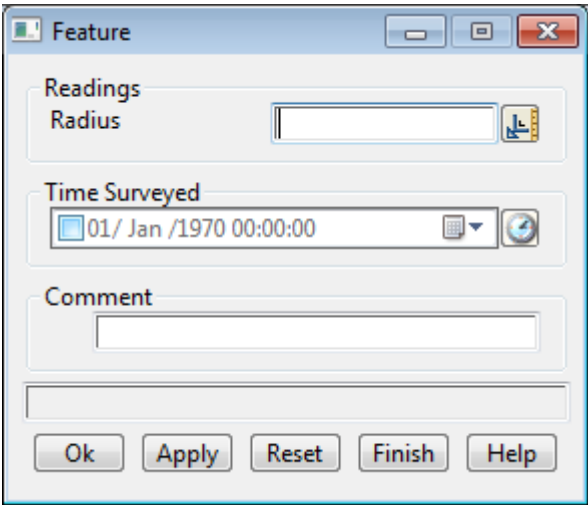 Feature
Readings
Radius
Time Surveyed
01/ Jan /1970 00:00:00
Comment
Ok Apply Reset Finish Help